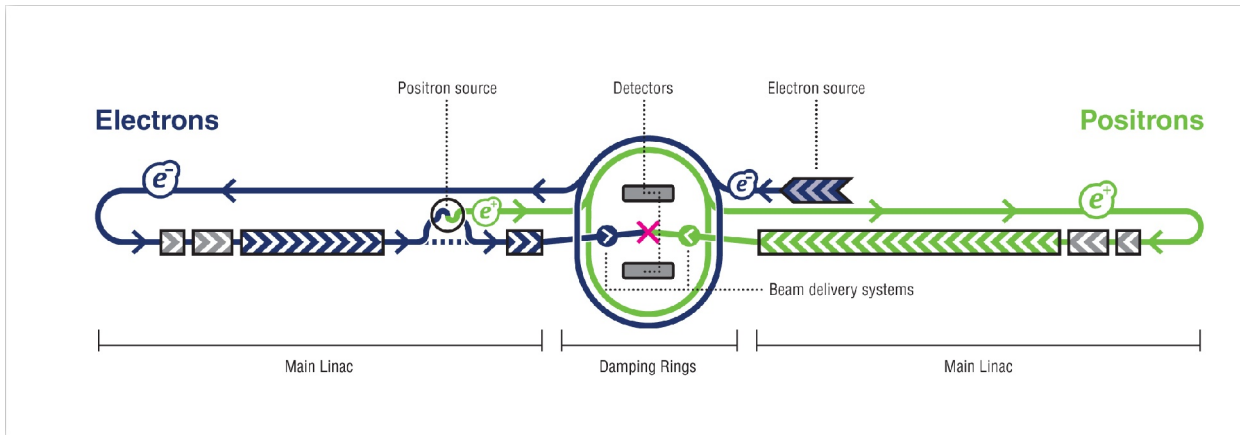 Positron source
Detectors
Electron source
Electrons
Positrons
e-
e-
e+
e+
Beam delivery systems
Main Linac
Damping Rings
Main Linac